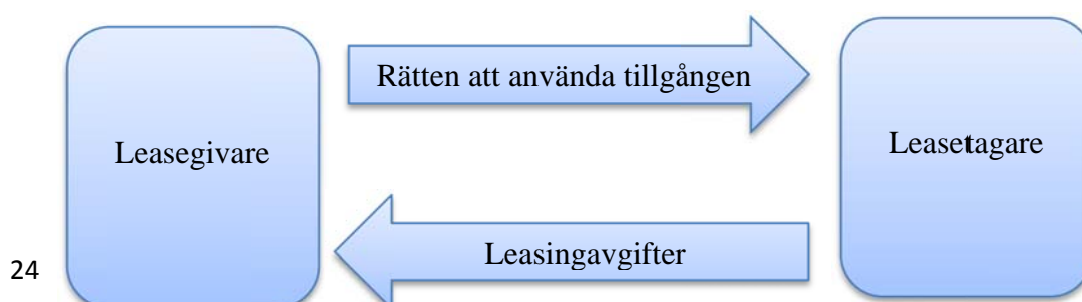 Rätten att använda tillgången
Leasegivare
Leasetagare
Leasingavgifter
24